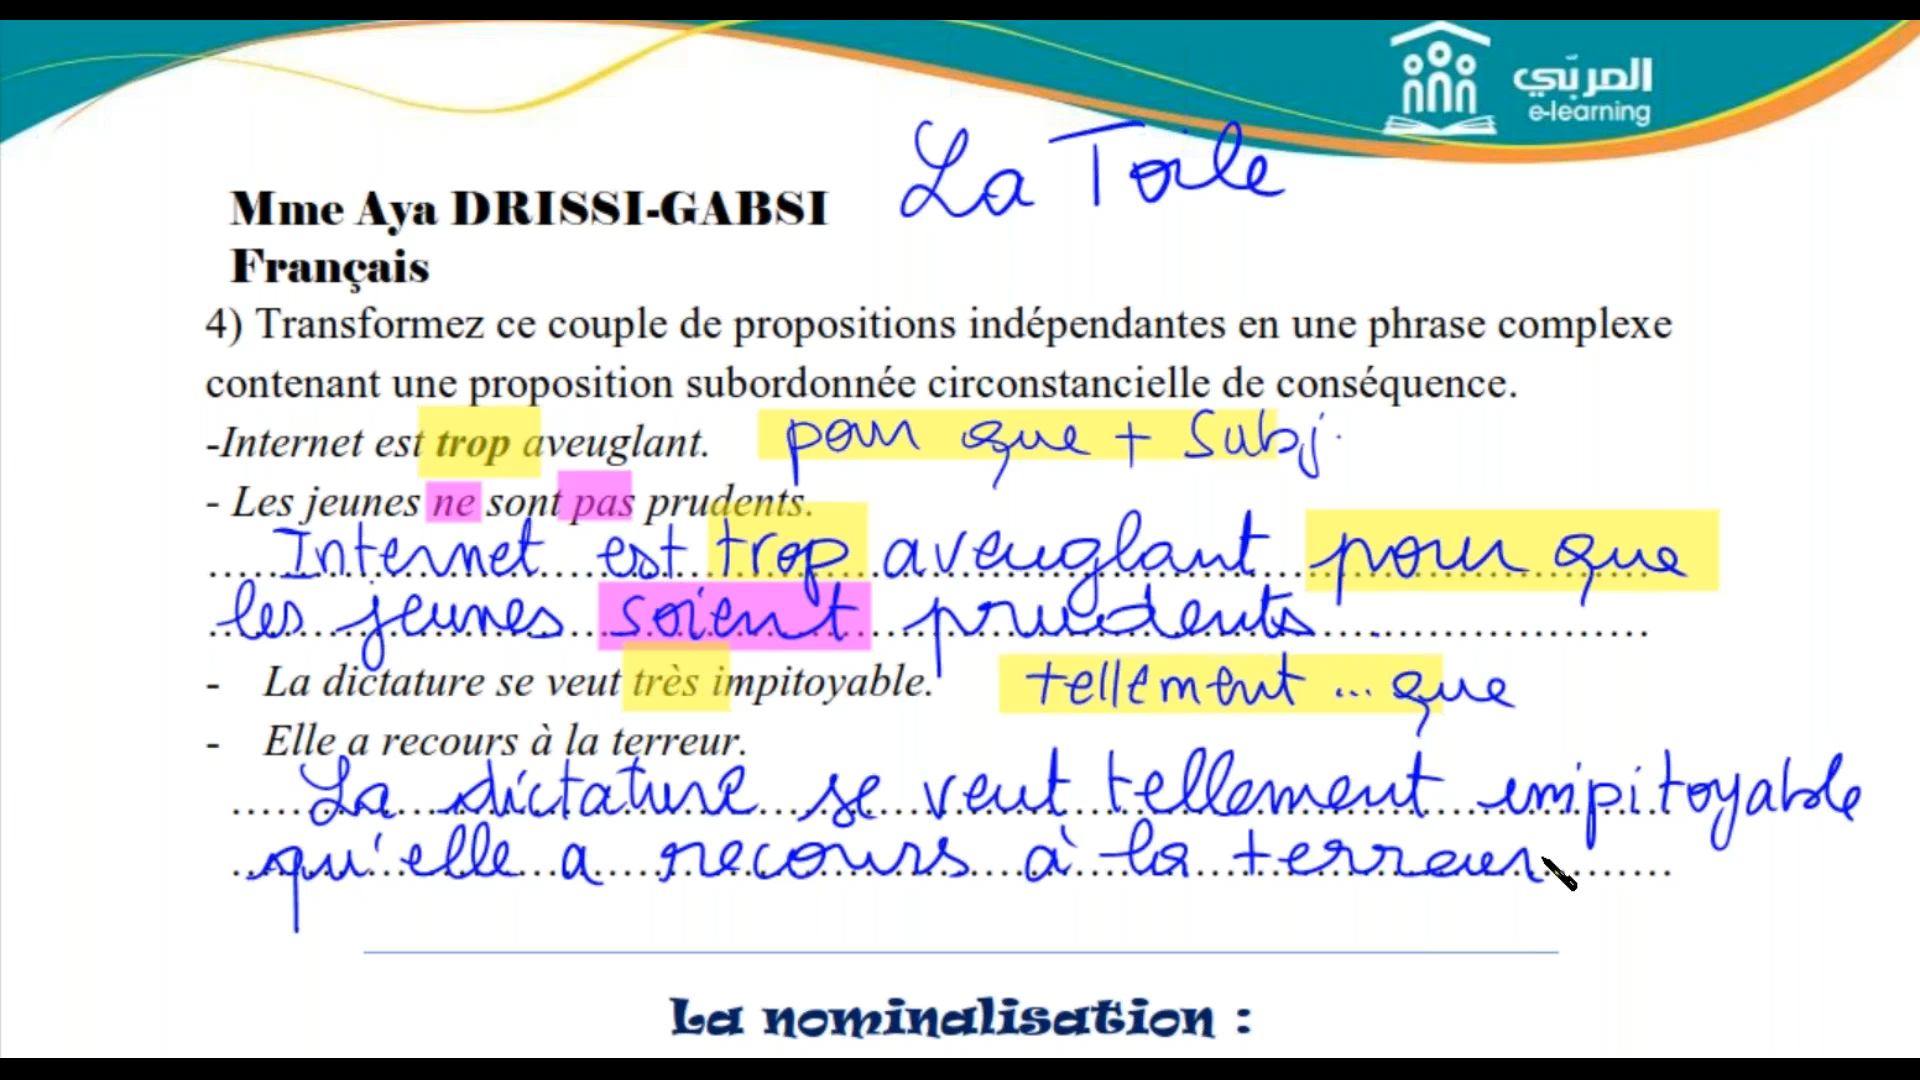 المربّي
e-learning
La Toile
Mme Aya DRISSI-GABSI
Français
4) Transformez ce couple de propositions indépendantes en une phrase complexe
contenant une proposition subordonnée circonstancielle de conséquence.
-Internet est trop aveuglant. pour que + Subj.
- Les jeunes ne sont pas prudents.
Internet est trop aveuglant pour que
les jeunes soient prudents
- La dictature se veut très impitoyable. tellement ... que
- Elle a recours à la terreur.
La dictature se veut tellement impitoyable
qu'elle a recours à la terreur
La nominalisation :